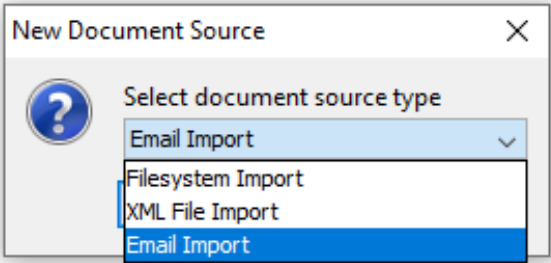 New Document Source
Select document source type
Email Import
Filesystem Import
XML File Import
Email Import